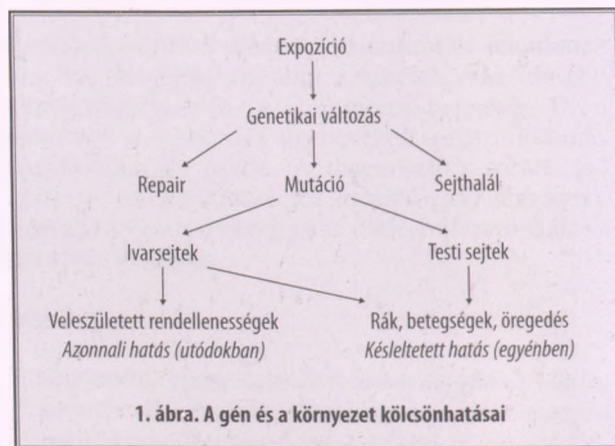 Expozíció
Genetikai változás
Repair Mutáció Sejthalál
Ivarsejtek Testi sejtek
Veleszületett rendellenességek Rák, betegségek, öregedés
Azonnali hatás (utódokban) Késleltetett hatás (egyénben)
1. ábra. A gén és a környezet kölcsönhatásai